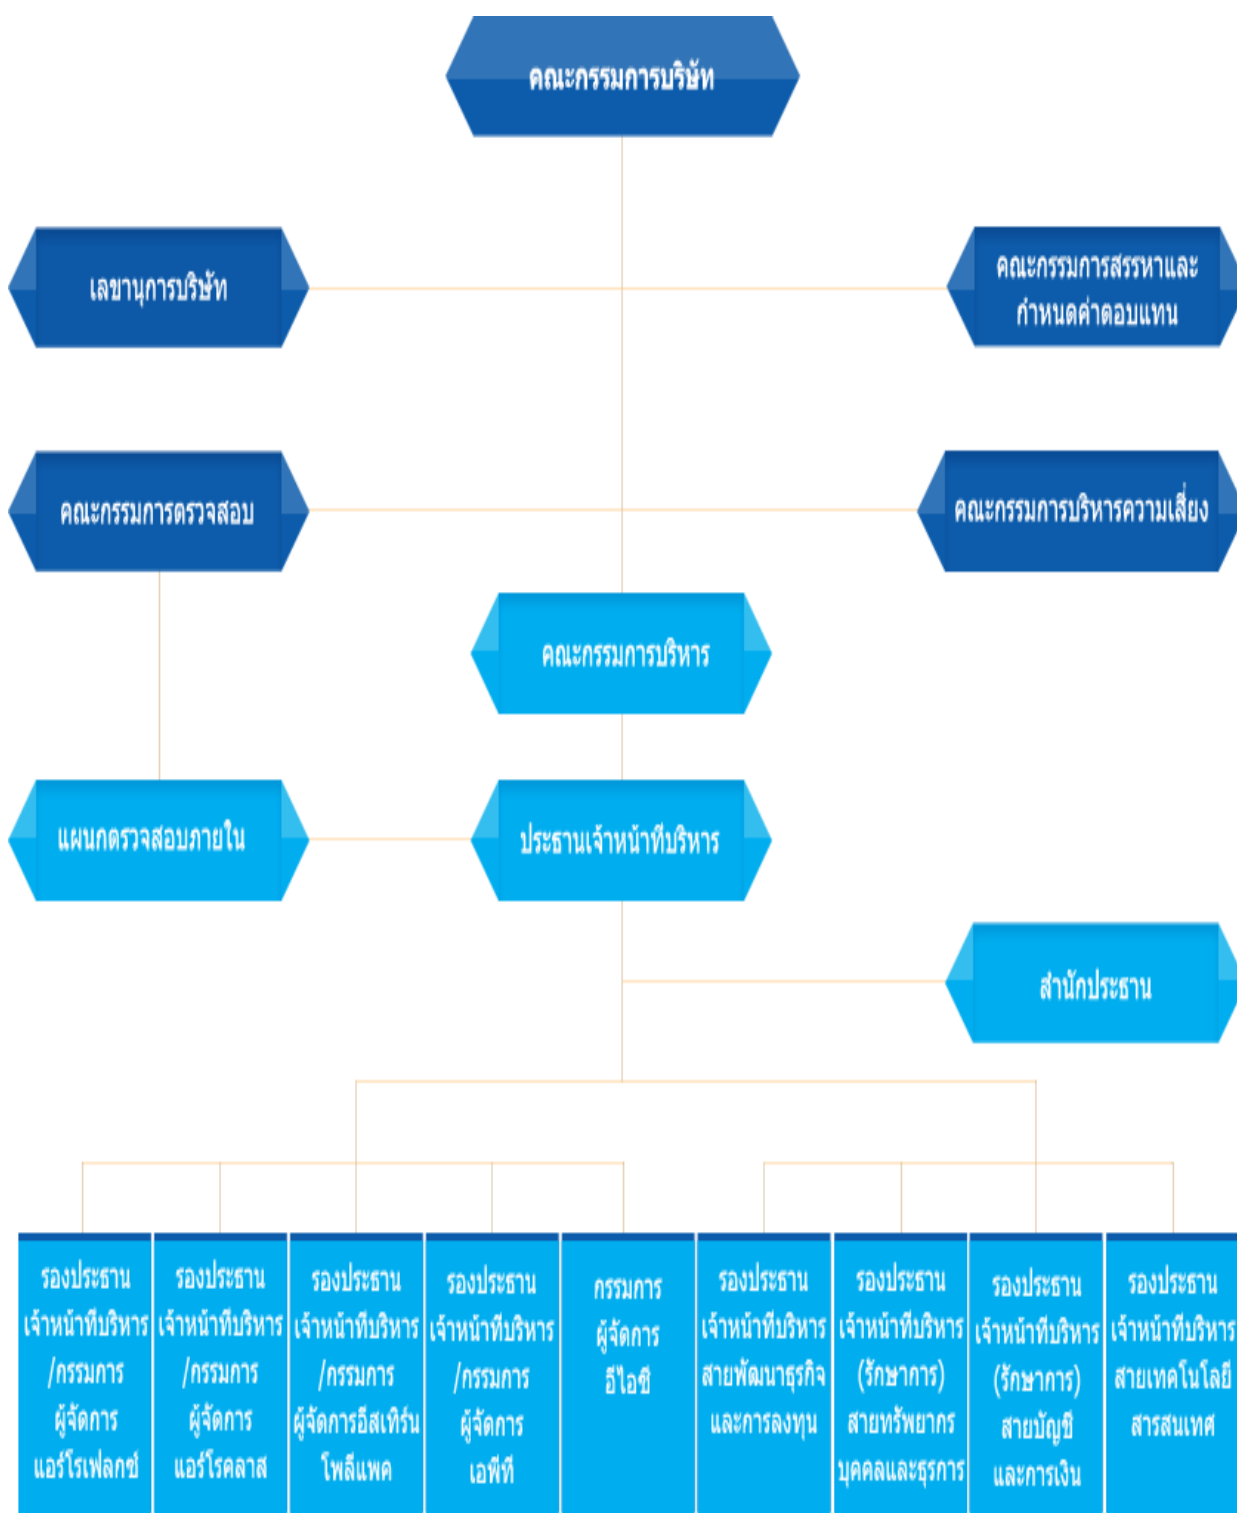 คณะกรรมการบริษัท
เลขานุการบริษัท
คณะกรรมการสรรหาและ
กำหนดค่าตอบแทน
คณะกรรมการตรวจสอบ
คณะกรรมการบริหารความเสี่ยง
คณะกรรมการบริหาร
แผนกตรวจสอบภายใน
ประธานเจ้าหน้าที่บริหาร
สำนักประธาน
รองประธาน
เจ้าหน้าที่บริหาร
/กรรมการ
ผู้จัดการ
แอร์โรเฟลกซ์
รองประธาน
เจ้าหน้าที่บริหาร
/กรรมการ
ผู้จัดการ
แอร์โรคลาส
รองประธาน
เจ้าหน้าที่บริหาร
/กรรมการ
ผู้จัดการอีสเทิร์น
โพลีแพค
รองประธาน
เจ้าหน้าที่บริหาร
/กรรมการ
ผู้จัดการ
เอพีที
กรรมการ
ผู้จัดการ
อีไอซี
รองประธาน
เจ้าหน้าที่บริหาร
สายพัฒนาธุรกิจ
และการลงทุน
รองประธาน
เจ้าหน้าที่บริหาร
(รักษาการ)
สายทรัพยากร
บุคคลและธุรการ
รองประธาน
เจ้าหน้าที่บริหาร
(รักษาการ)
สายบัญชี
และการเงิน
รองประธาน
เจ้าหน้าที่บริหาร
สายเทคโนโลยี
สารสนเทศ